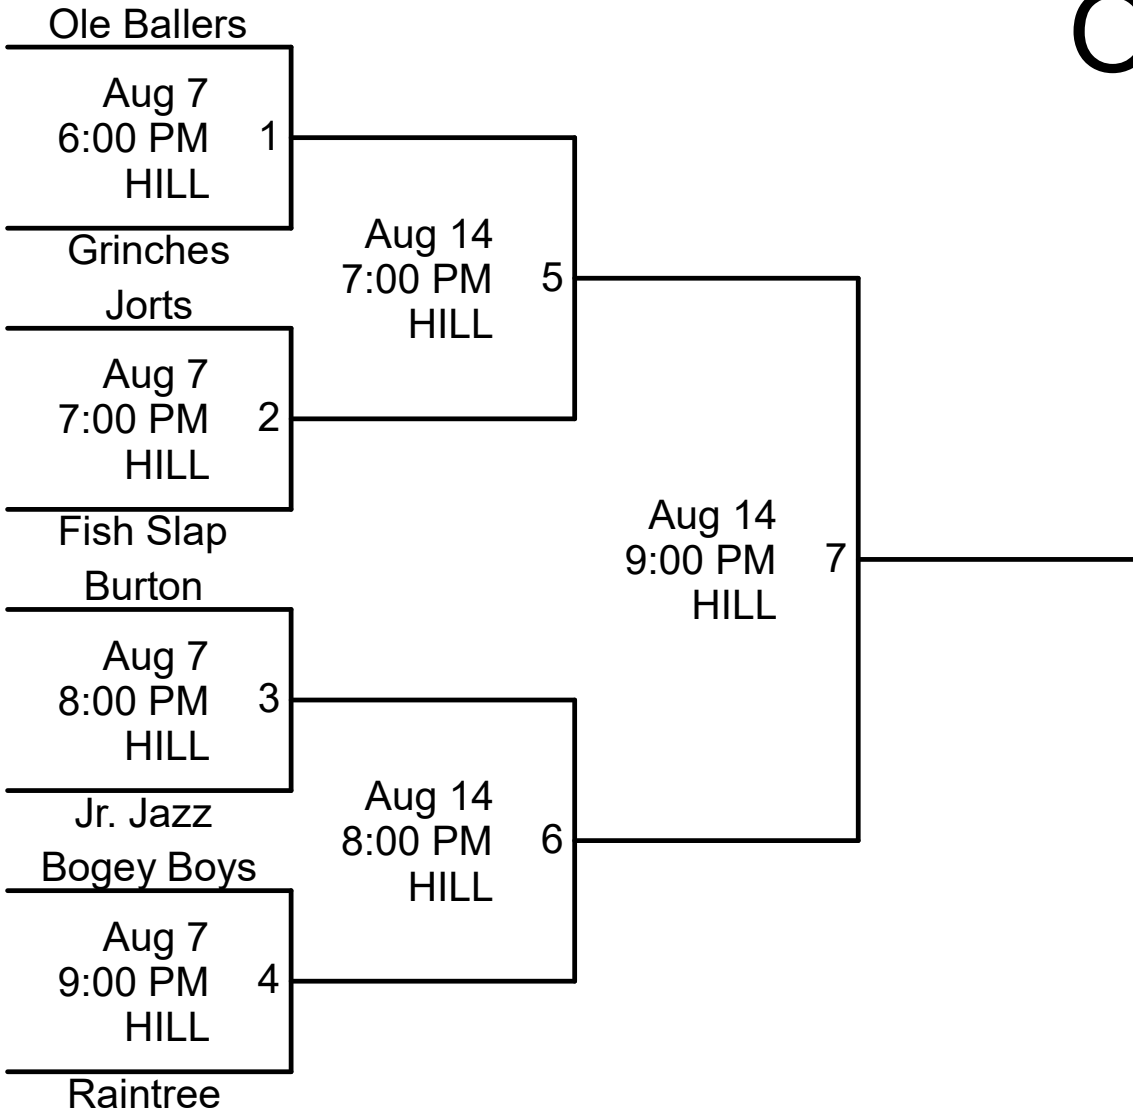 Ole Ballers
Aug 7
6:00 PM
HILL
1
Grinches
Jorts
Aug 7
7:00 PM
HILL
2
Fish Slap
Burton
Aug 7
8:00 PM
HILL
3
Jr. Jazz
Bogey Boys
Aug 7
9:00 PM
HILL
4
Raintree
Aug 14
7:00 PM
HILL
5
Aug 14
8:00 PM
HILL
6
Aug 14
9:00 PM
HILL
7